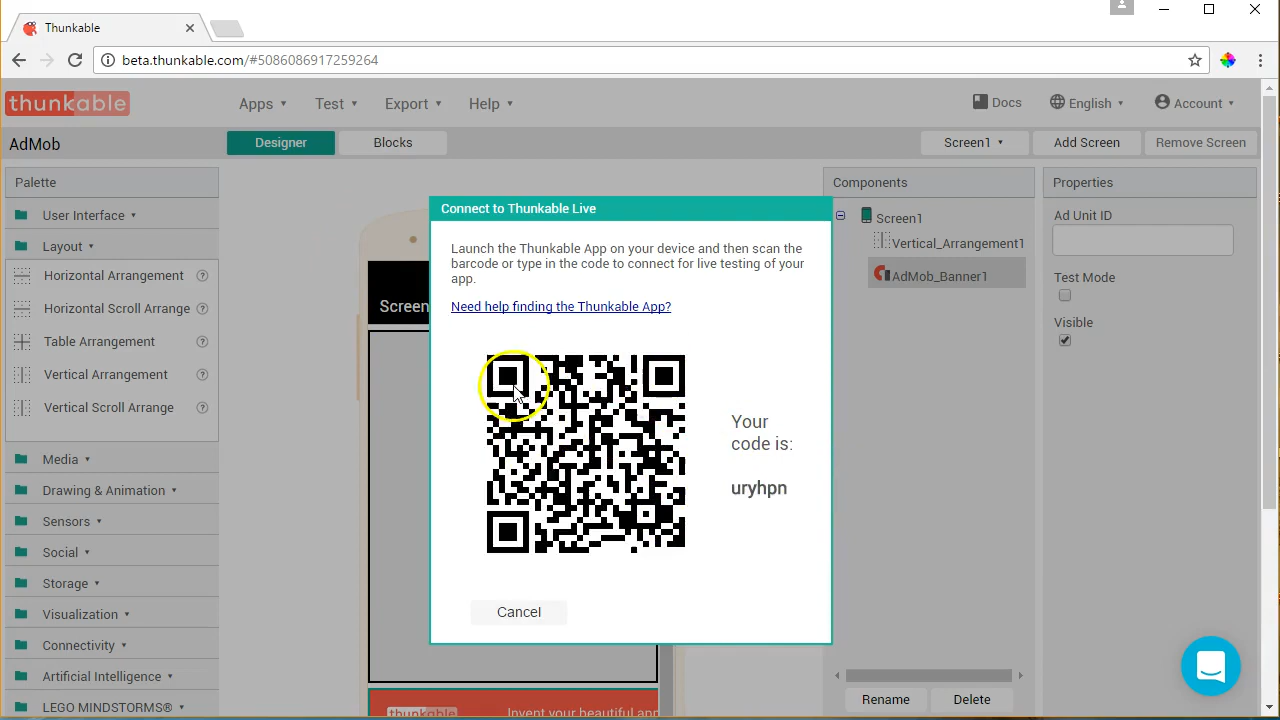 Thunkable
beta.thunkable.com/#5086086917259264
thunkable
Apps
Test
Export
Help
Docs
English
Account
AdMob
Designer
Blocks
Screen1
Add Screen
Remove Screen
Palette
User Interface
Layout
Horizontal Arrangement
Horizontal Scroll Arrange
Table Arrangement
Vertical Arrangement
Vertical Scroll Arrange
Media
Drawing & Animation
Sensors
Social
Storage
Visualization
Connectivity
Artificial Intelligence
LEGO MINDSTORMS®
Screen
Connect to Thunkable Live
Launch the Thunkable App on your device and then scan the
barcode or type in the code to connect for live testing of your
app.
Need help finding the Thunkable App?
Your
code is:
uryhpn
Cancel
thunkable
Invent your beautiful app
Components
Screen1
Vertical_Arrangement1
AdMob_Banner1
Rename
Delete
Properties
Ad Unit ID
Test Mode
Visible